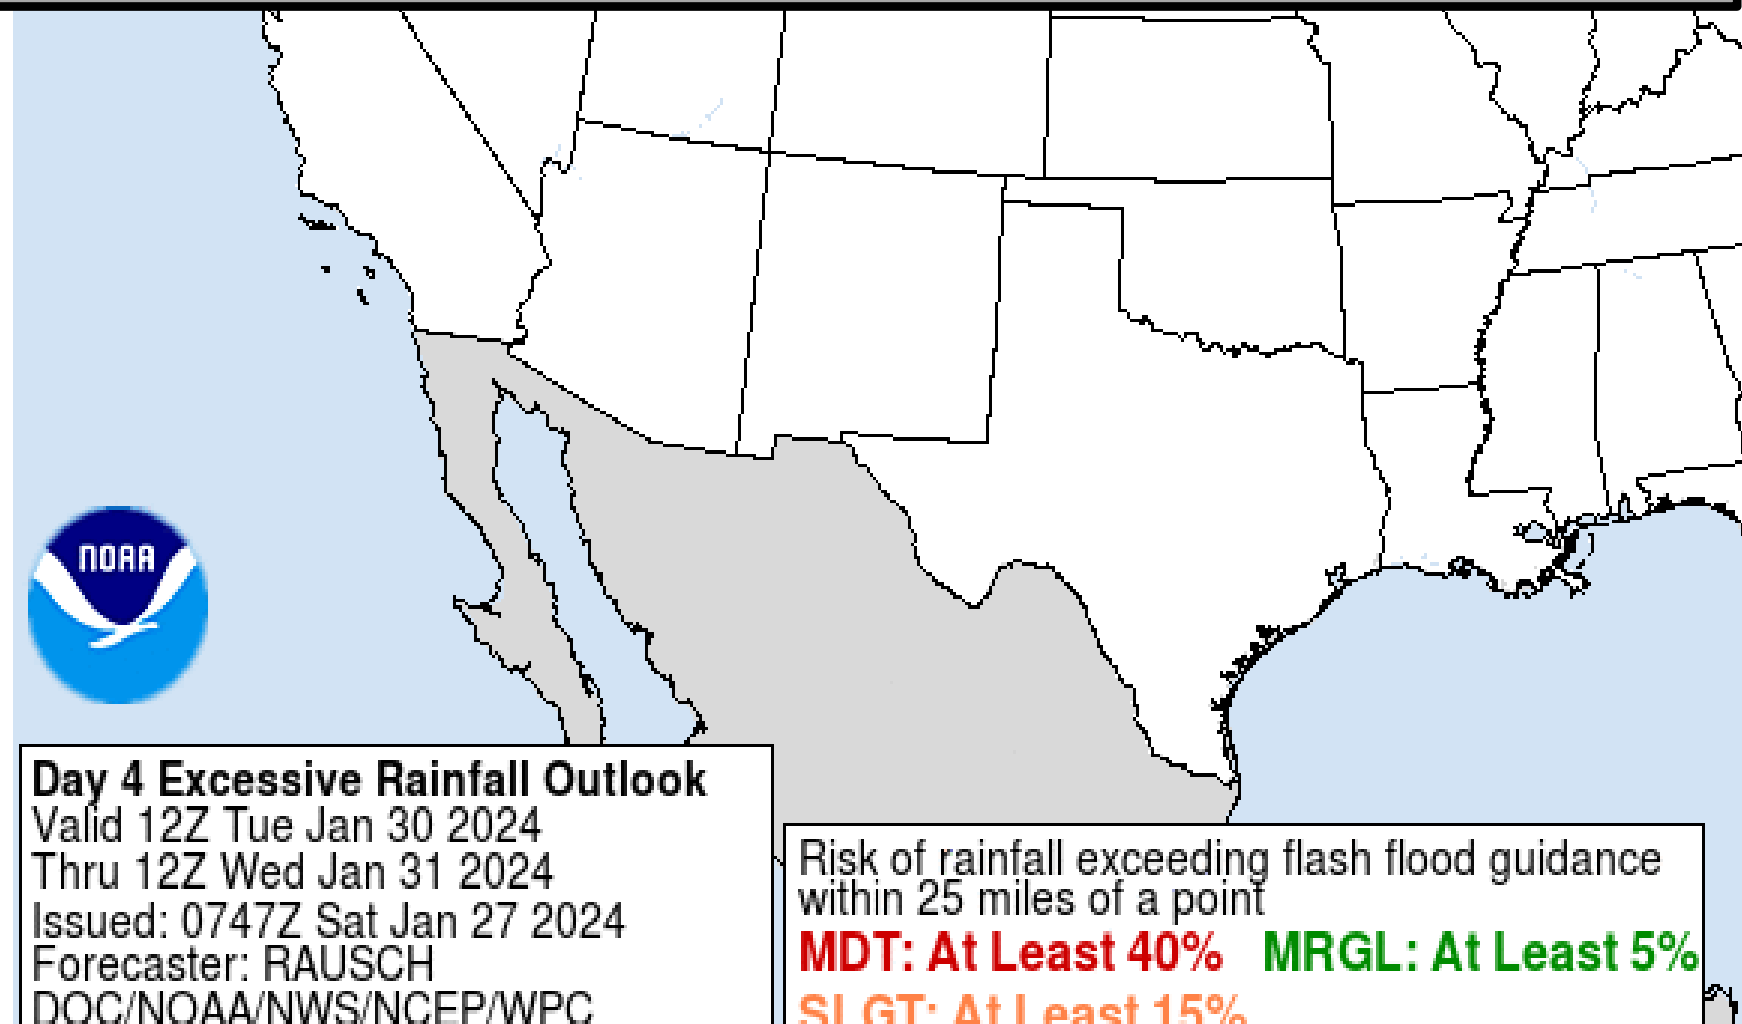 NOAA
Day 4 Excessive Rainfall Outlook
Valid 12Z Tue Jan 30 2024
Thru 12Z Wed Jan 31 2024
Issued: 0747Z Sat Jan 27 2024
Forecaster: RAUSCH
DOC/NOAA/NWS/NCEP/WPC
Risk of rainfall exceeding flash flood guidance
within 25 miles of a point
MDT: At Least 40% MRGL: At Least 5%
SLGT: At Least 15%